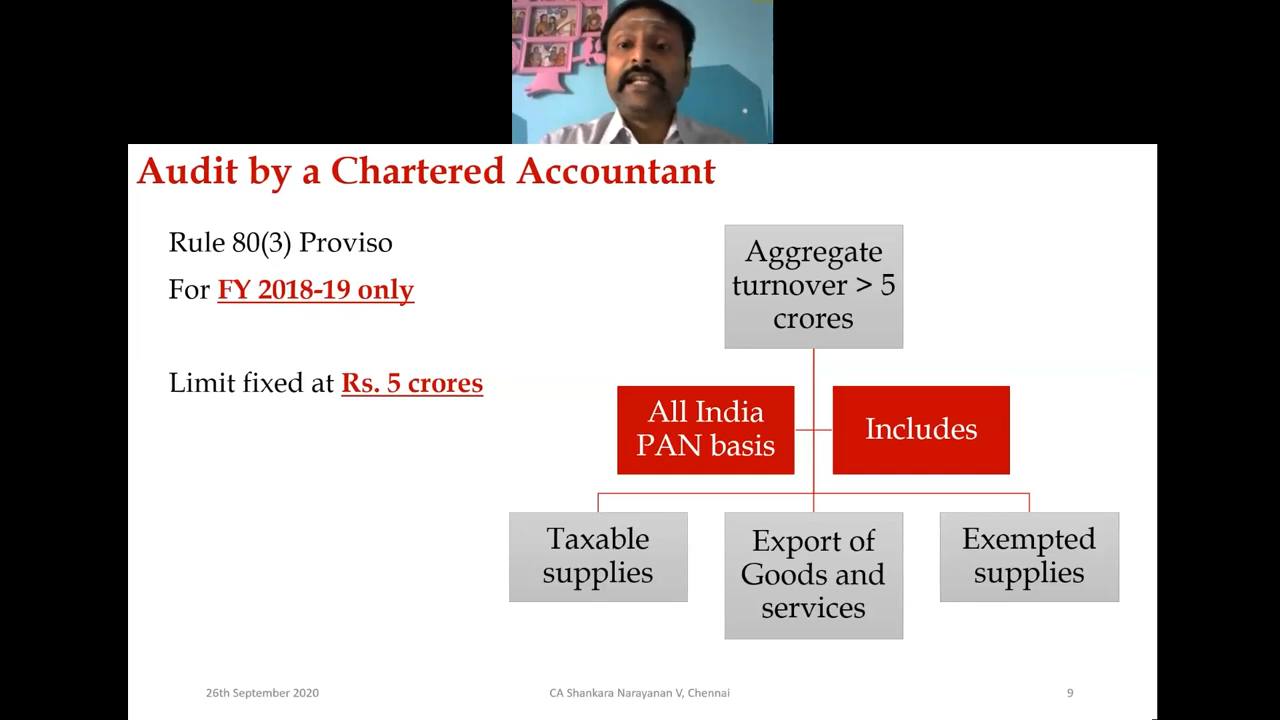 Audit by a Chartered Accountant
Rule 80(3) Proviso
For FY 2018-19 only
Limit fixed at Rs. 5 crores
Aggregate
turnover > 5
crores
All India
PAN basis
Includes
Taxable
supplies
Export of
Goods and
services
Exempted
supplies
26th September 2020
CA Shankara Narayanan V, Chennai
9